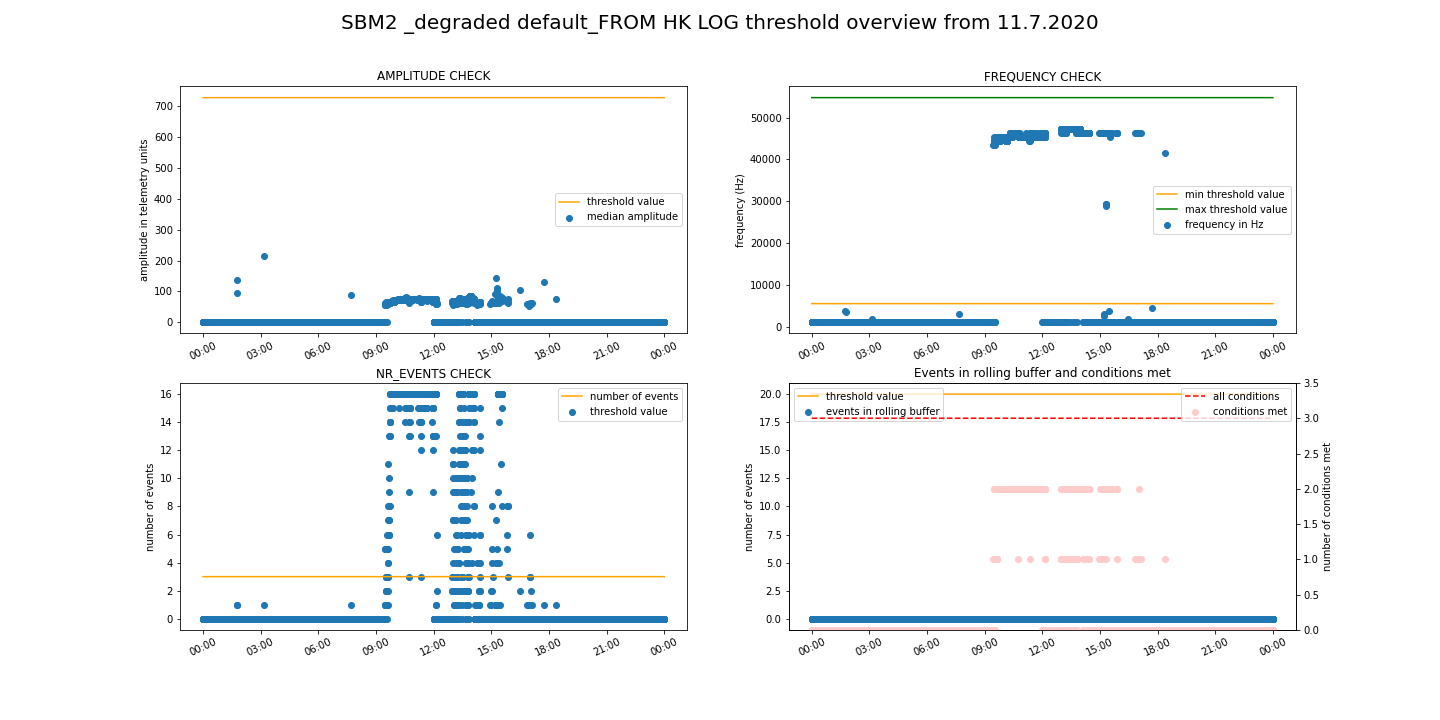 SBM2 _degraded default_FROM HK LOG threshold overview from 11.7.2020
AMPLITUDE CHECK
amplitude in telemetry units
700
600
500
400
300
200
100
0
threshold value
median amplitude
00:00 03:00 06:00 09:00 12:00 15:00 18:00 21:00 00:00
FREQUENCY CHECK
frequency (Hz)
50000
40000
30000
20000
10000
0
min threshold value
max threshold value
frequency in Hz
00:00 03:00 06:00 09:00 12:00 15:00 18:00 21:00 00:00
NR_EVENTS CHECK
number of events
16
14
12
10
8
6
4
2
0
number of events
threshold value
00:00 03:00 06:00 09:00 12:00 15:00 18:00 21:00 00:00
Events in rolling buffer and conditions met
number of events
20.0
17.5
15.0
12.5
10.0
7.5
5.0
2.5
0.0
threshold value
events in rolling buffer
all conditions
conditions met
3.5
3.0
2.5
2.0
1.5
1.0
0.5
0.0
number of conditions met
00:00 03:00 06:00 09:00 12:00 15:00 18:00 21:00 00:00